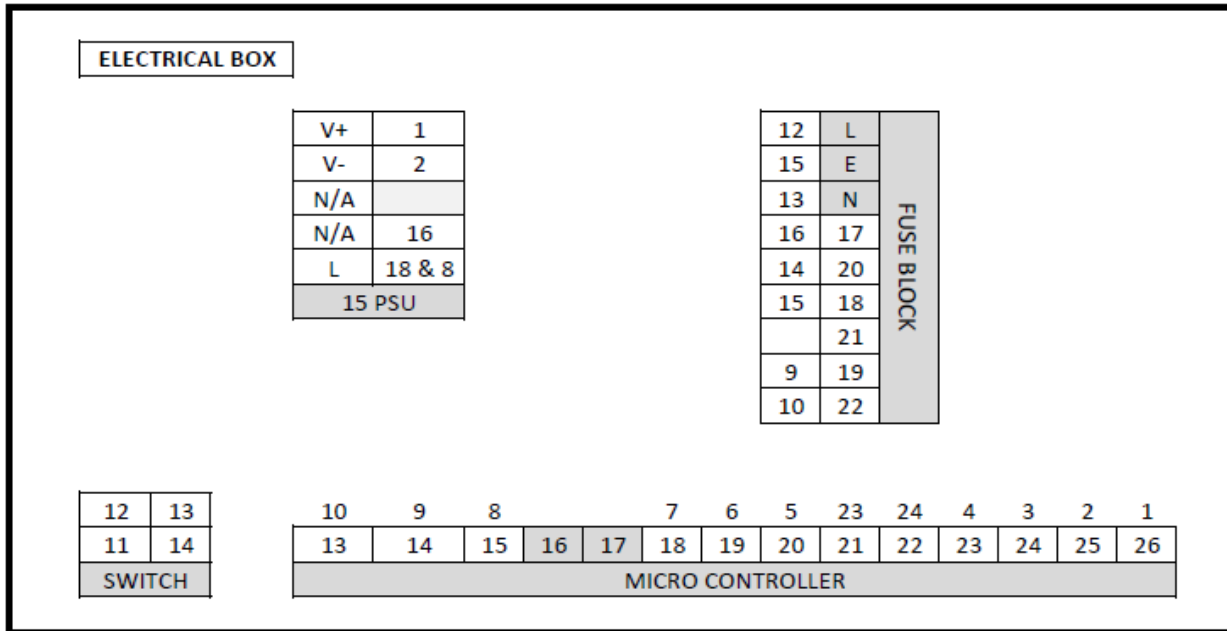 ELECTRICAL BOX
V+ 1
V- 2
N/A
N/A 16
L 18 & 8
15 PSU
12 L
15 E
13 N
16 17
14 20
15 18
21
9 19
10 22
FUSE BLOCK
12 13
11 14
SWITCH
10 9 8 7 6 5 23 24 4 3 2 1
13 14 15 16 17 18 19 20 21 22 23 24 25 26
MICRO CONTROLLER